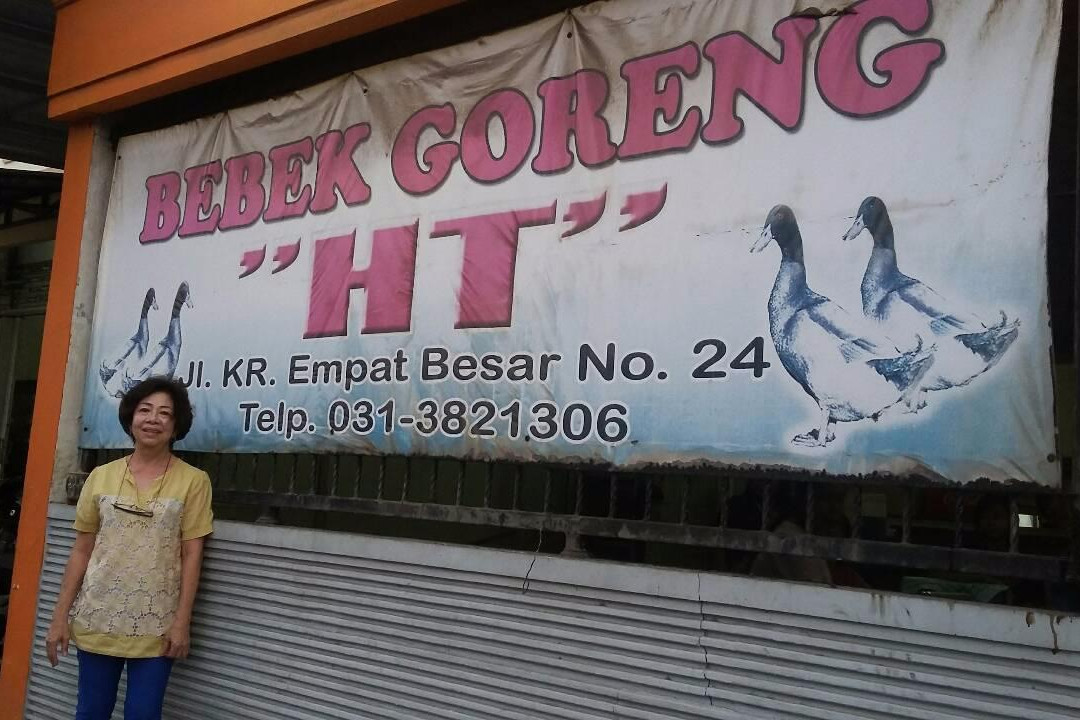 BEBEK GORENG
"HT"
Jl. KR. Empat Besar No. 24
Telp. 031-3821306